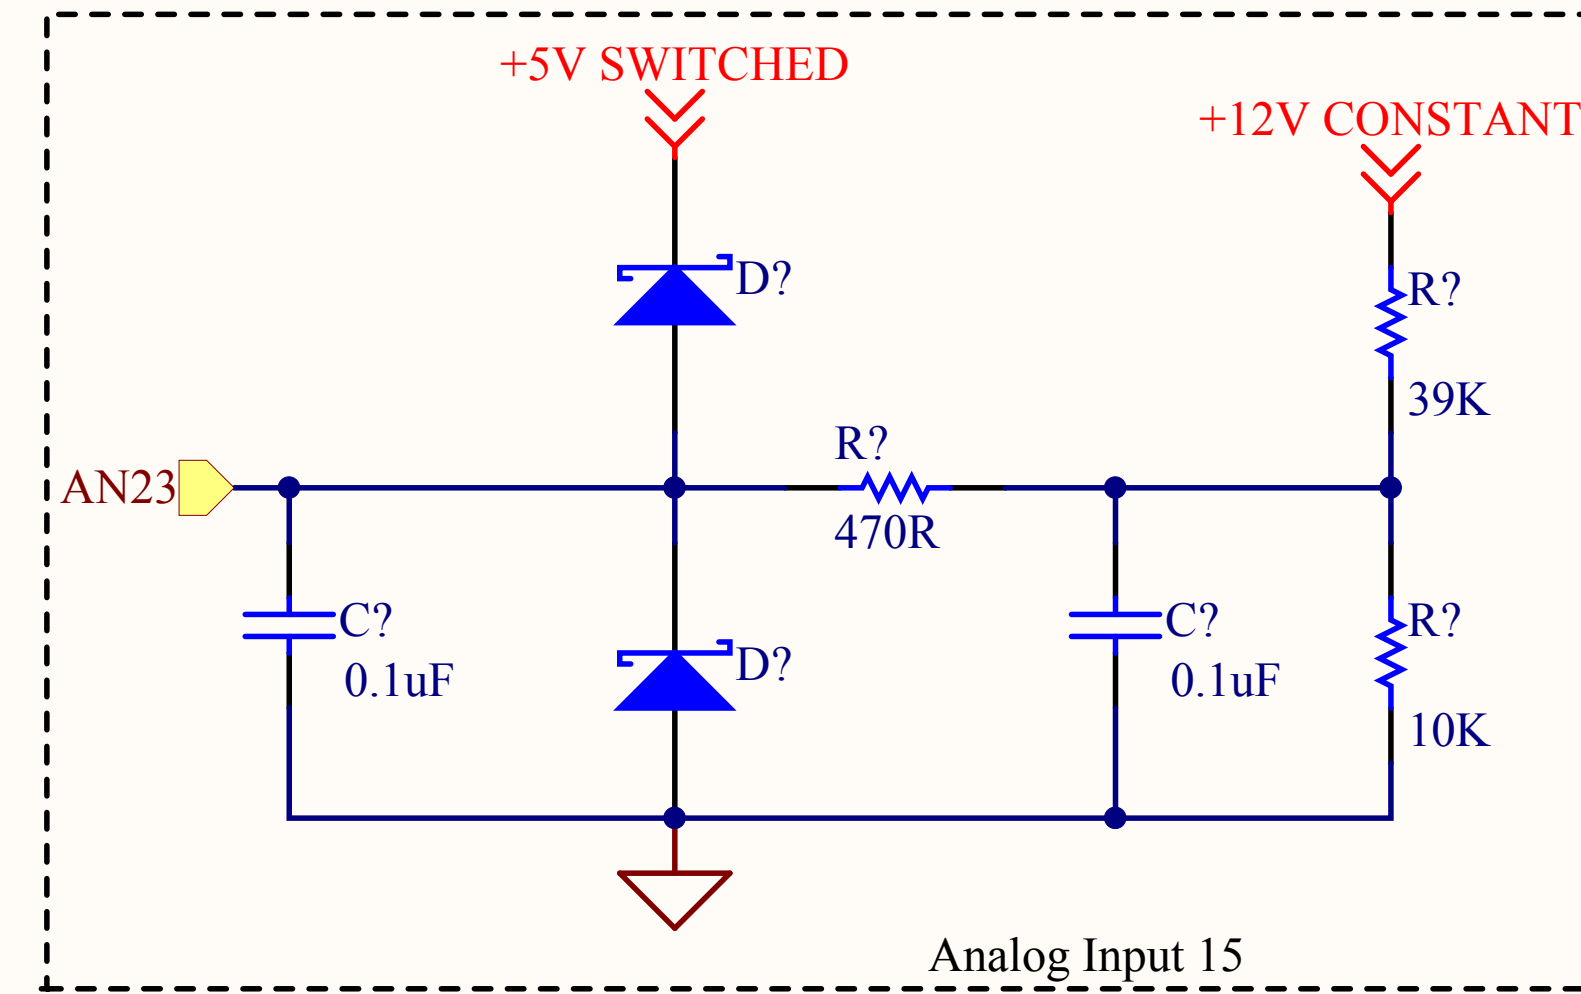 +5V SWITCHED
+12V CONSTANT
D?
R?
39K
R?
AN23
470R
C?
0.1uF
D?
C?
0.1uF
R?
10K
Analog Input 15